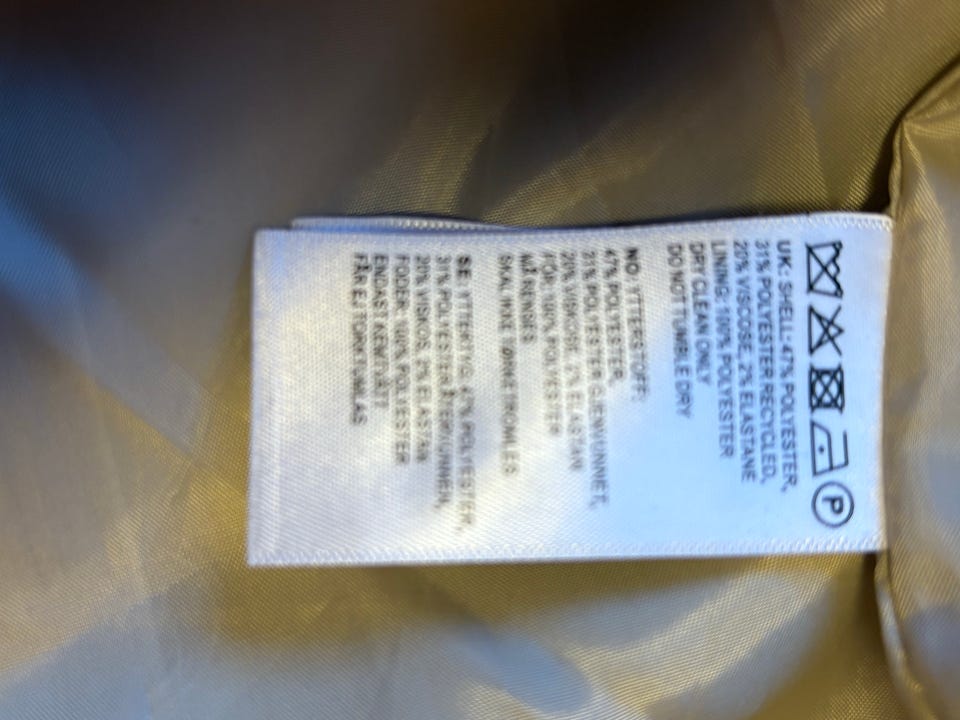 P
UK: SHELL: 47% POLYESTER,
31% POLYESTER RECYCLED,
20% VISCOSE, 2% ELASTANE
LINING: 100% POLYESTER
DRY CLEAN ONLY
DO NOT TUMBLE DRY
NO: YTTERSTOFF:
47% POLYESTER,
31% POLYESTER GJENVUNNET,
20% VISKOSE, 2% ELASTAN
FÔR: 100% POLYESTER
MÅ RENSES
SKAL IKKE TØRKETROMLES
SE: YTTERTYG: 47% POLYESTER,
31% POLYESTER ÅTERVUNNEN,
20% VISKOS, 2% ELASTAN
FODER: 100% POLYESTER
ENDAST KEMTVÄTT
FÅR EJ TORKTUMLAS